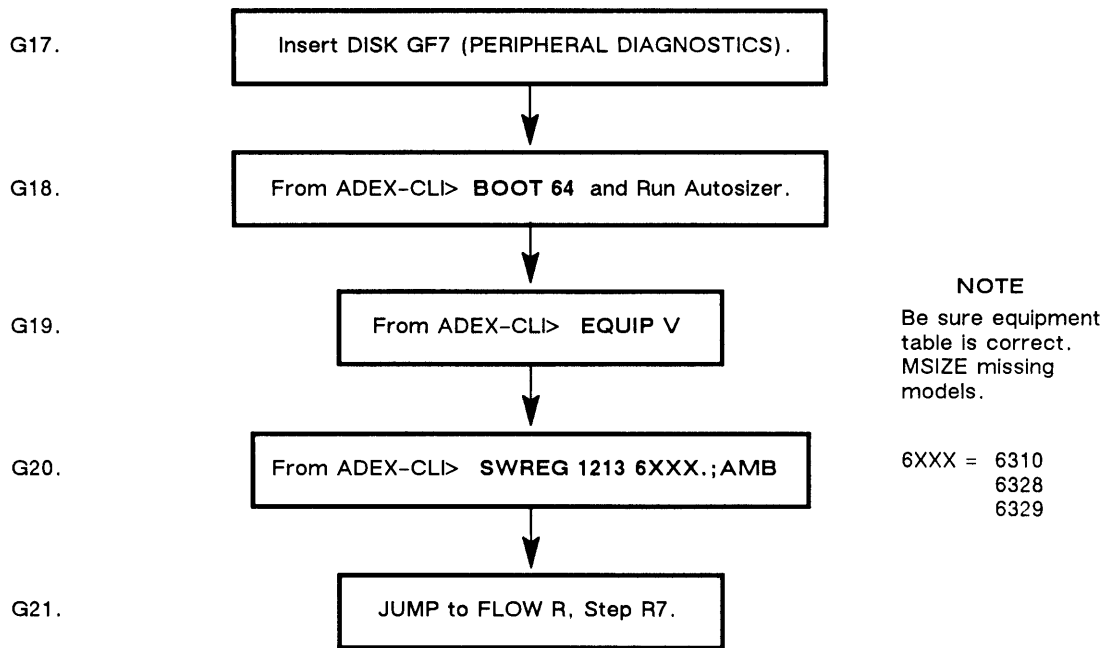 G17. Insert DISK GF7 (PERIPHERAL DIAGNOSTICS).
G18. From ADEX-CLI> BOOT 64 and Run Autosizer.
G19. From ADEX-CLI> EQUIP V
NOTE
Be sure equipment
table is correct.
MSIZE missing
models.
G20. From ADEX-CLI> SWREG 1213 6XXX.;AMB
6XXX = 6310
6328
6329
G21. JUMP to FLOW R, Step R7.